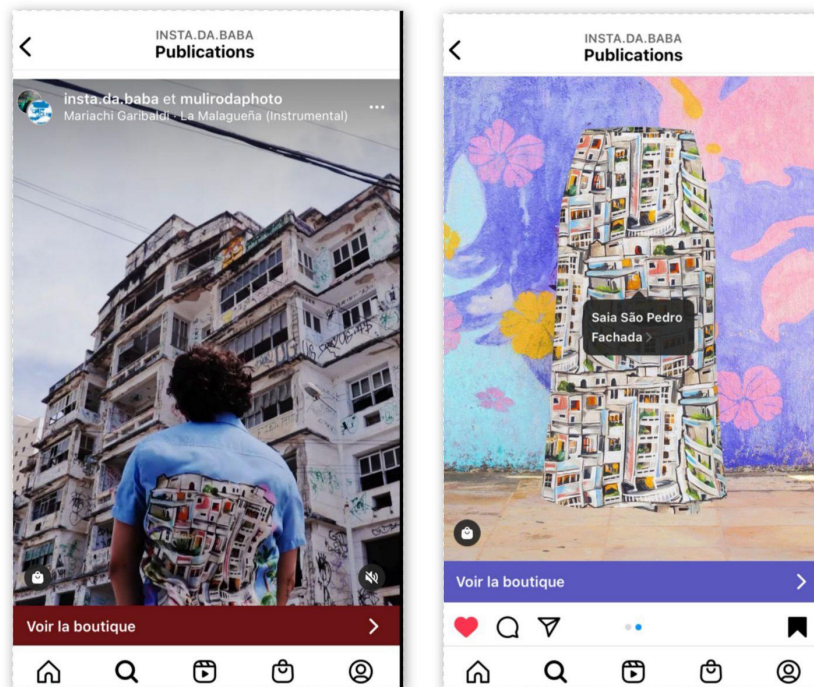 INSTA.DA.BABA
Publications
insta.da.baba et mulirodaphoto
Mariachi Garibaldi · La Malagueña (Instrumental)
Voir la boutique
INSTA.DA.BABA
Publications
Saia São Pedro
Fachada
Voir la boutique